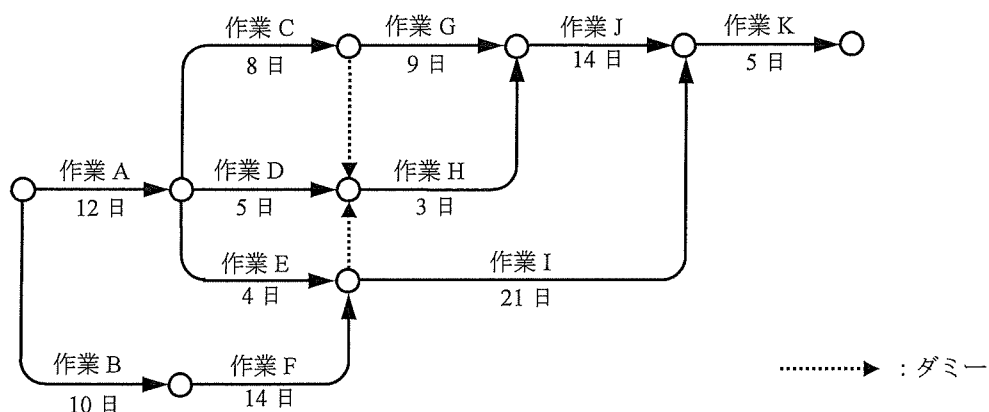 作業 C
8 日
作業 G
9 日
作業 J
14 日
作業 K
5 日
作業 A
12 日
作業 D
5 日
作業 H
3 日
作業 E
4 日
作業 I
21 日
作業 B
10 日
作業 F
14 日
：ダミー